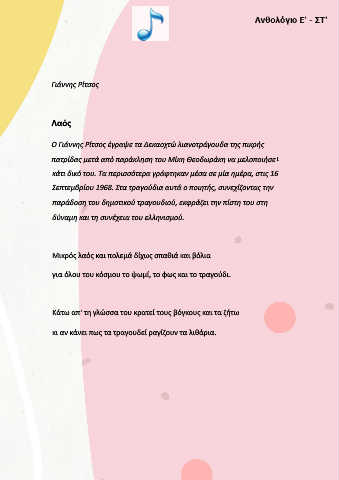 Ανθολόγιο Ε' - ΣΤ'
Γιάννης Ρίτσος
Λαός
Ο Γιάννης Ρίτσος έγραψε τα Δεκαοχτώ λιανοτράγουδα της πικρής
πατρίδας μετά από παράκληση του Μίκη Θεοδωράκη να μελοποιήσει
κάτι δικό του. Τα περισσότερα γράφτηκαν μέσα σε μία ημέρα, στις 16
Σεπτεμβρίου 1968. Στα τραγούδια αυτά ο ποιητής, συνεχίζοντας την
παράδοση του δημοτικού τραγουδιού, εκφράζει την πίστη του στη
δύναμη και τη συνέχεια του ελληνισμού.
Μικρός λαός και πολεμά δίχως σπαθιά και βόλια
για όλου του κόσμου το ψωμί, το φως και το τραγούδι.
Κάτω απ' τη γλώσσα του κρατεί τους βόγκους και τα ζήτω
κι αν κάνει πως τα τραγουδεί ραγίζουν τα λιθάρια.